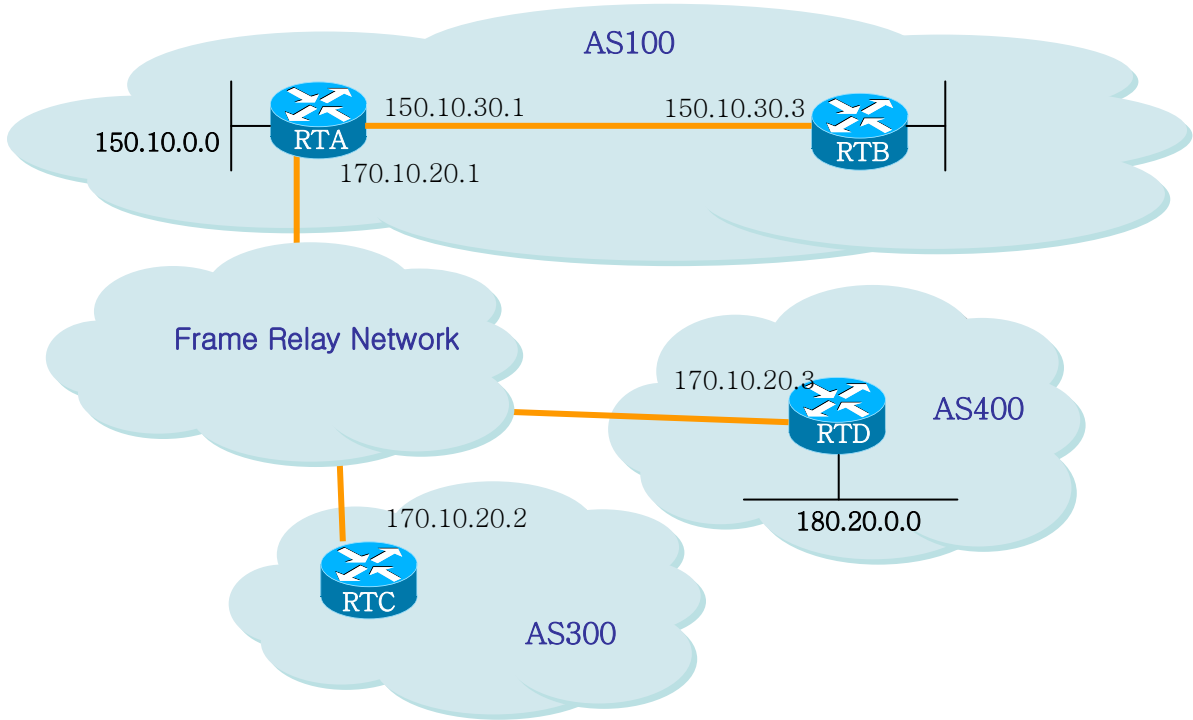 AS100
150.10.30.1
150.10.30.3
150.10.0.0
RTA
RTB
170.10.20.1
Frame Relay Network
170.10.20.3
AS400
RTD
180.20.0.0
170.10.20.2
RTC
AS300